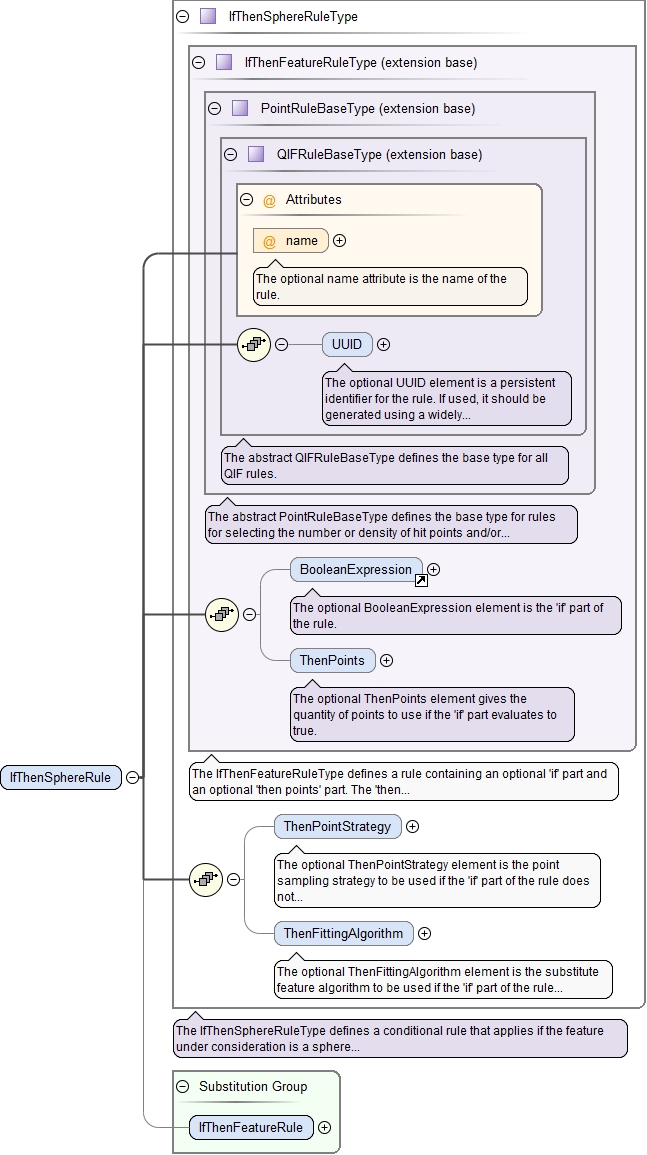 IfThenSphereRuleType
IfThenFeatureRuleType (extension base)
PointRuleBaseType (extension base)
QIFRuleBaseType (extension base)
@ Attributes
@ name
The optional name attribute is the name of the
rule.
UUID
The optional UUID element is a persistent
identifier for the rule. If used, it should be
generated using a widely...
The abstract QIFRuleBaseType defines the base type for all
QIF rules.
The abstract PointRuleBaseType defines the base type for rules
for selecting the number or density of hit points and/or...
BooleanExpression
The optional BooleanExpression element is the 'if' part of
the rule.
ThenPoints
The optional ThenPoints element gives the
quantity of points to use if the 'if' part evaluates to
true.
IfThenSphereRule
The IfThenFeatureRuleType defines a rule containing an optional 'if' part and
an optional 'then points' part. The 'then...
ThenPointStrategy
The optional ThenPointStrategy element is the point
sampling strategy to be used if the 'if' part of the rule does
not...
ThenFittingAlgorithm
The optional ThenFittingAlgorithm element is the substitute
feature algorithm to be used if the 'if' part of the rule...
The IfThenSphereRuleType defines a conditional rule that applies if the feature
under consideration is a sphere...
Substitution Group
IfThenFeatureRule